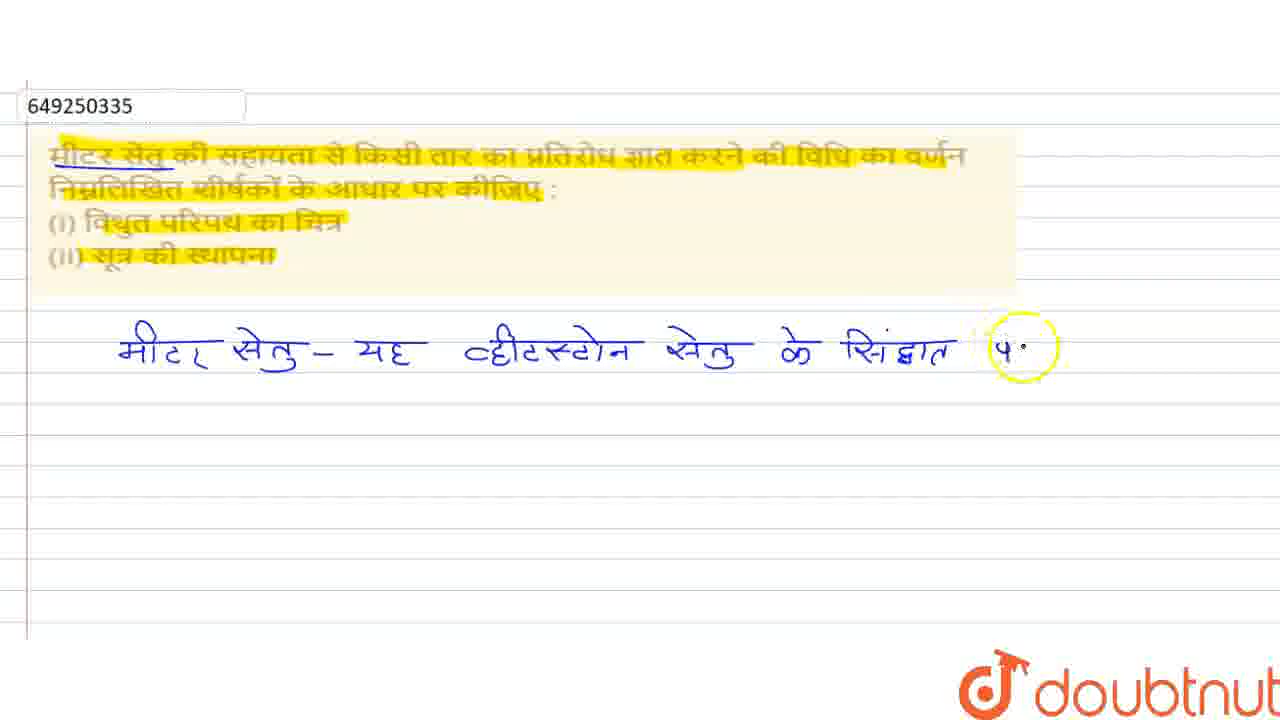 649250335
मीटर सेतु की सहायता से किसी तार का प्रतिरोध ज्ञात करने की विधि का वर्णन
निम्नलिखित शीर्षकों के आधार पर कीजिए :
(i) विधुत परिपथ का चित्र
(ii) सूत्र की स्थापना
मीटर सेतु – यह व्हीटस्टोन सेतु के सिंद्धात प
doubtnut